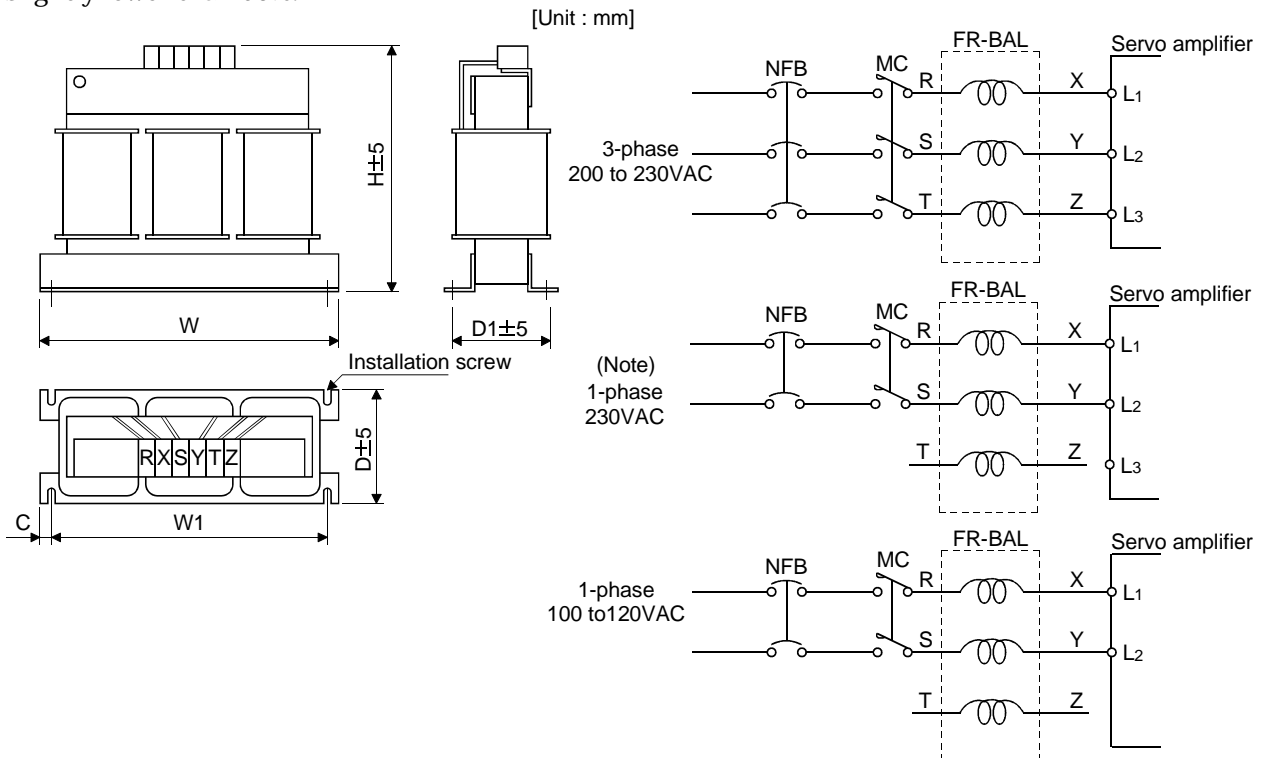 [Unit : mm]
H±5
W
D1±5
Installation screw
R X S Y T Z
D±5
C
W1
FR-BAL
Servo amplifier
NFB
MC
R
X
L1
3-phase
200 to 230VAC
S
Y
L2
T
Z
L3
FR-BAL
Servo amplifier
NFB
MC
R
X
L1
(Note)
1-phase
230VAC
S
Y
L2
T
Z
L3
FR-BAL
Servo amplifier
NFB
MC
R
X
L1
1-phase
100 to120VAC
S
Y
L2
T
Z